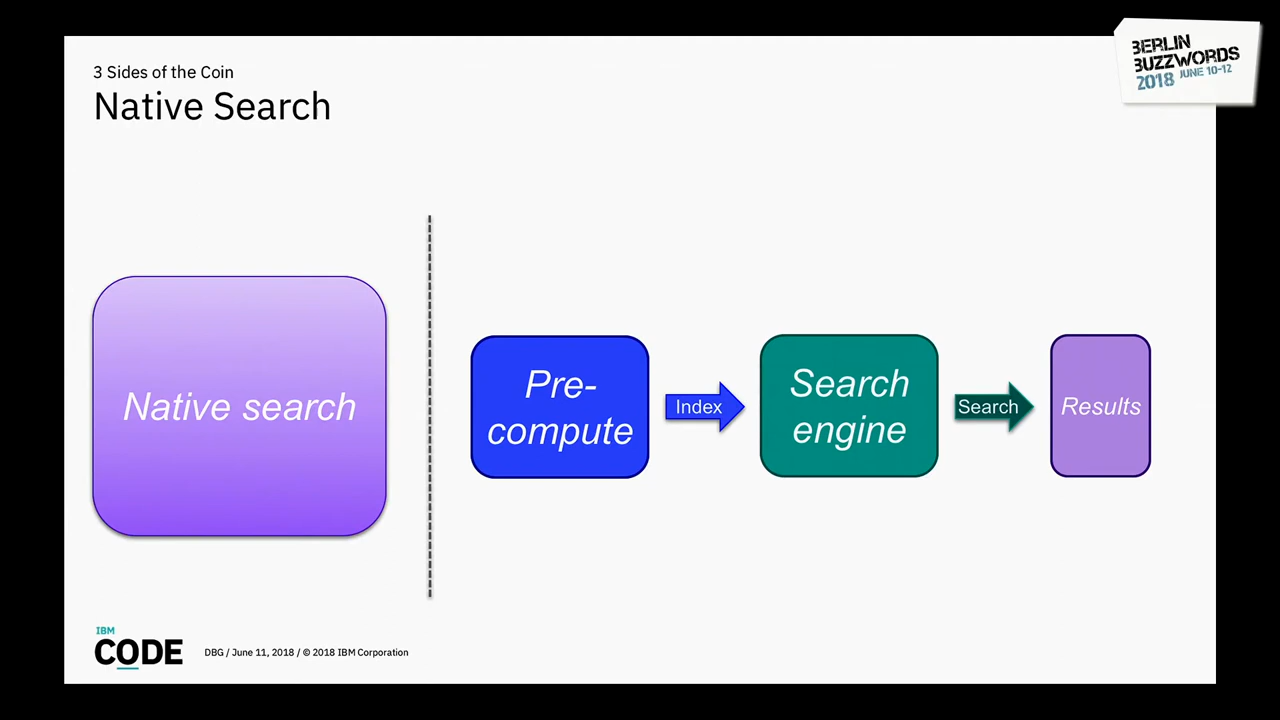 3 Sides of the Coin
Native Search
BERLIN
BUZZWORDS
2018 JUNE 10-12
Native search
Pre-
compute
Index
Search
engine
Search
Results
IBM
CODE
DBG / June 11, 2018 / © 2018 IBM Corporation